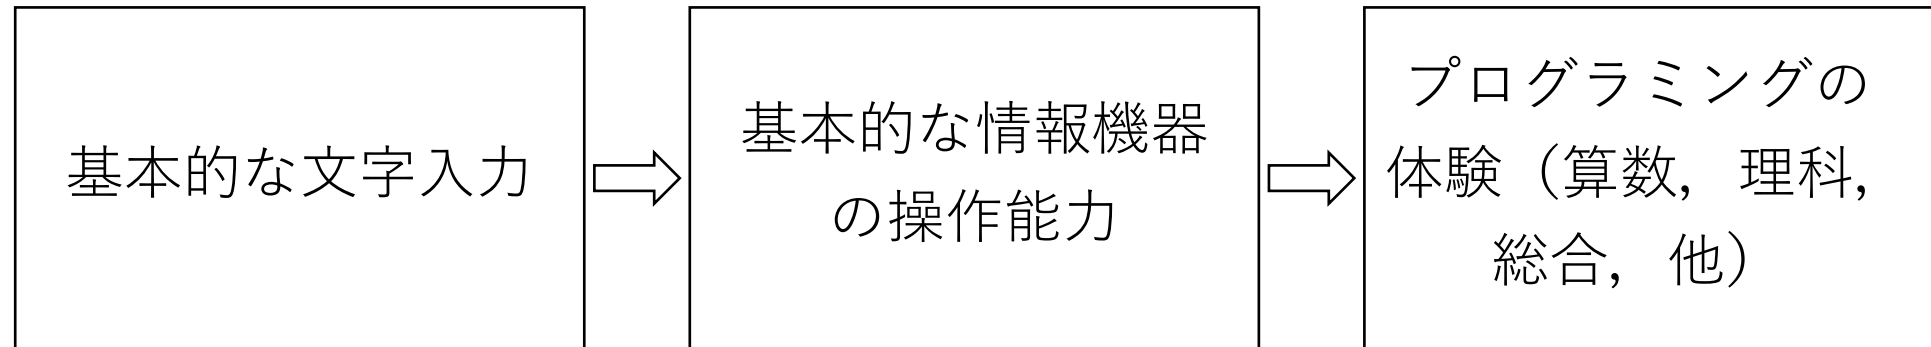 基本的な文字入力
基本的な情報機器
の操作能力
プログラミングの
体験（算数，理科，
総合，他）